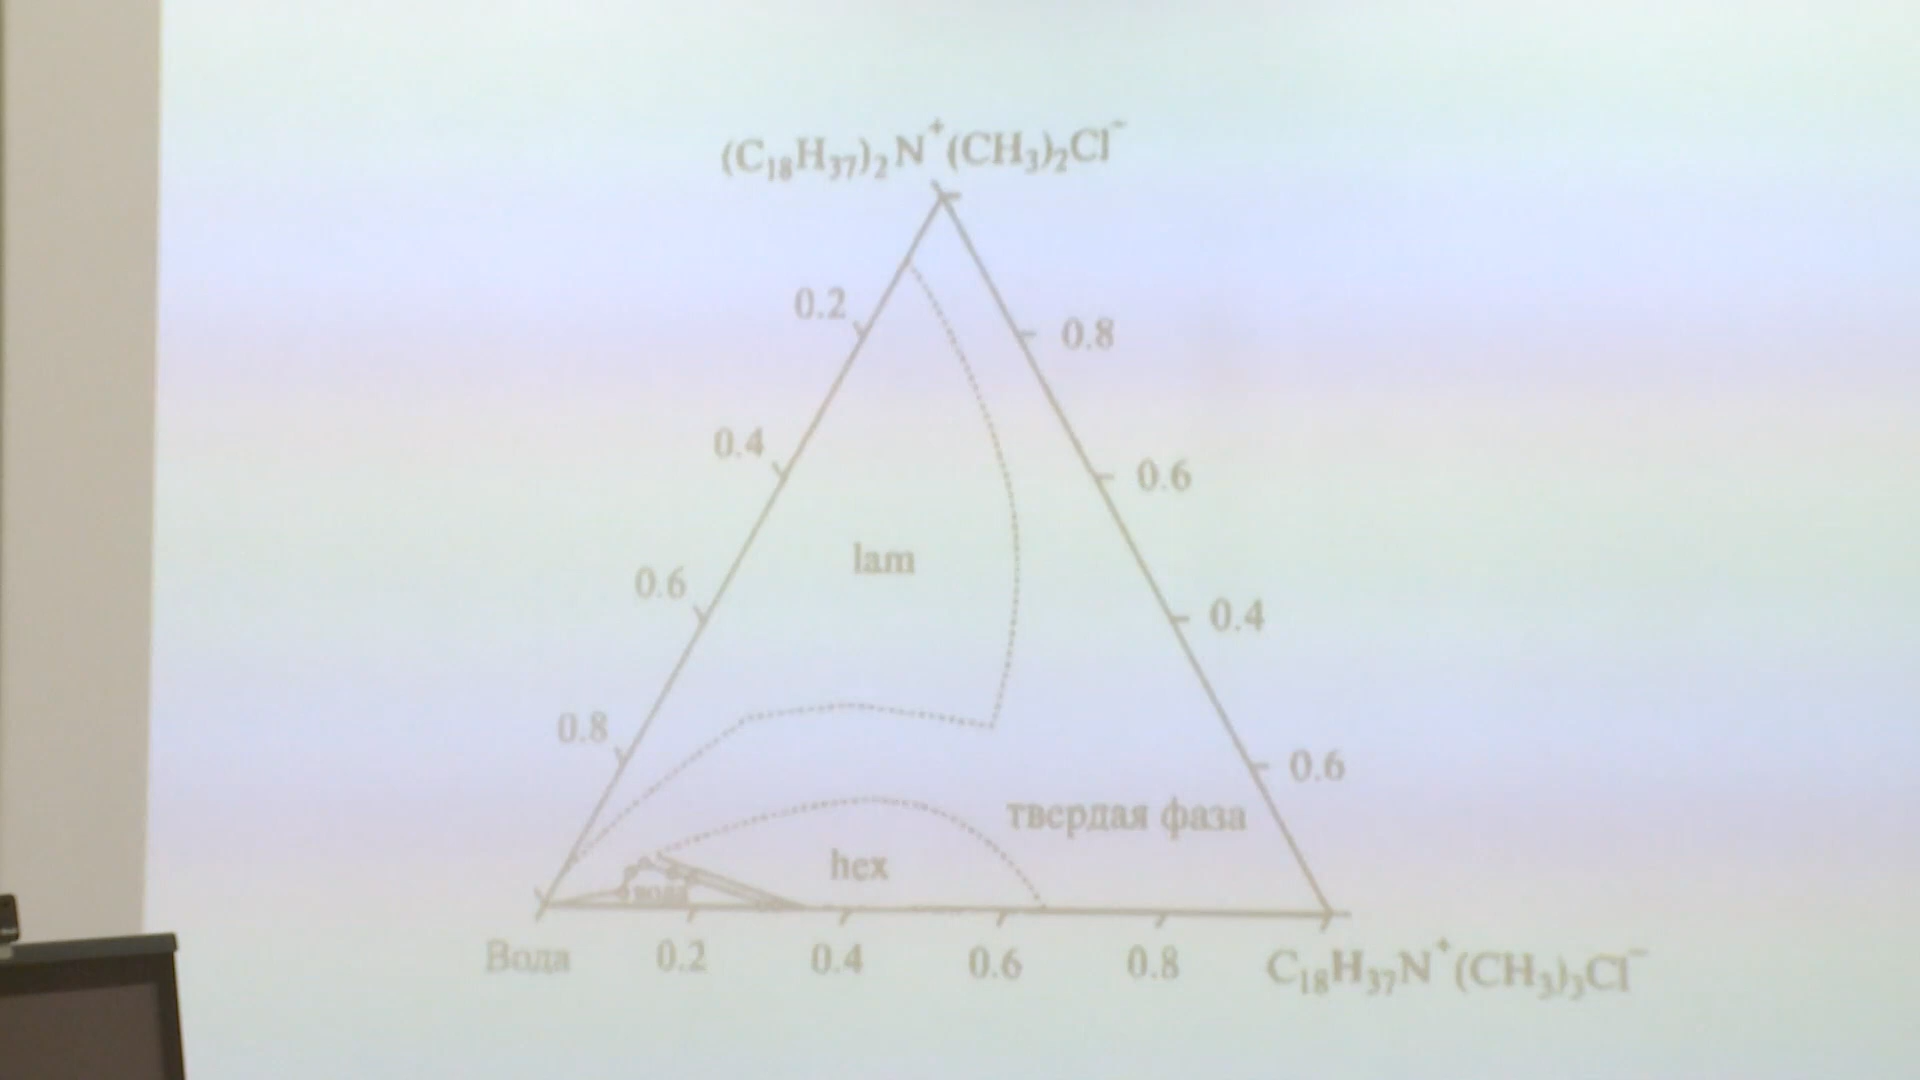 (C₁₈H₃₇)₂N⁺(CH₃)₂Cl⁻
0.2
0.8
0.4
0.6
lam
0.6
0.4
0.8
0.6
твердая фаза
hex
Вода 0.2 0.4 0.6 0.8 C₁₈H₃₇N⁺(CH₃)₃Cl⁻